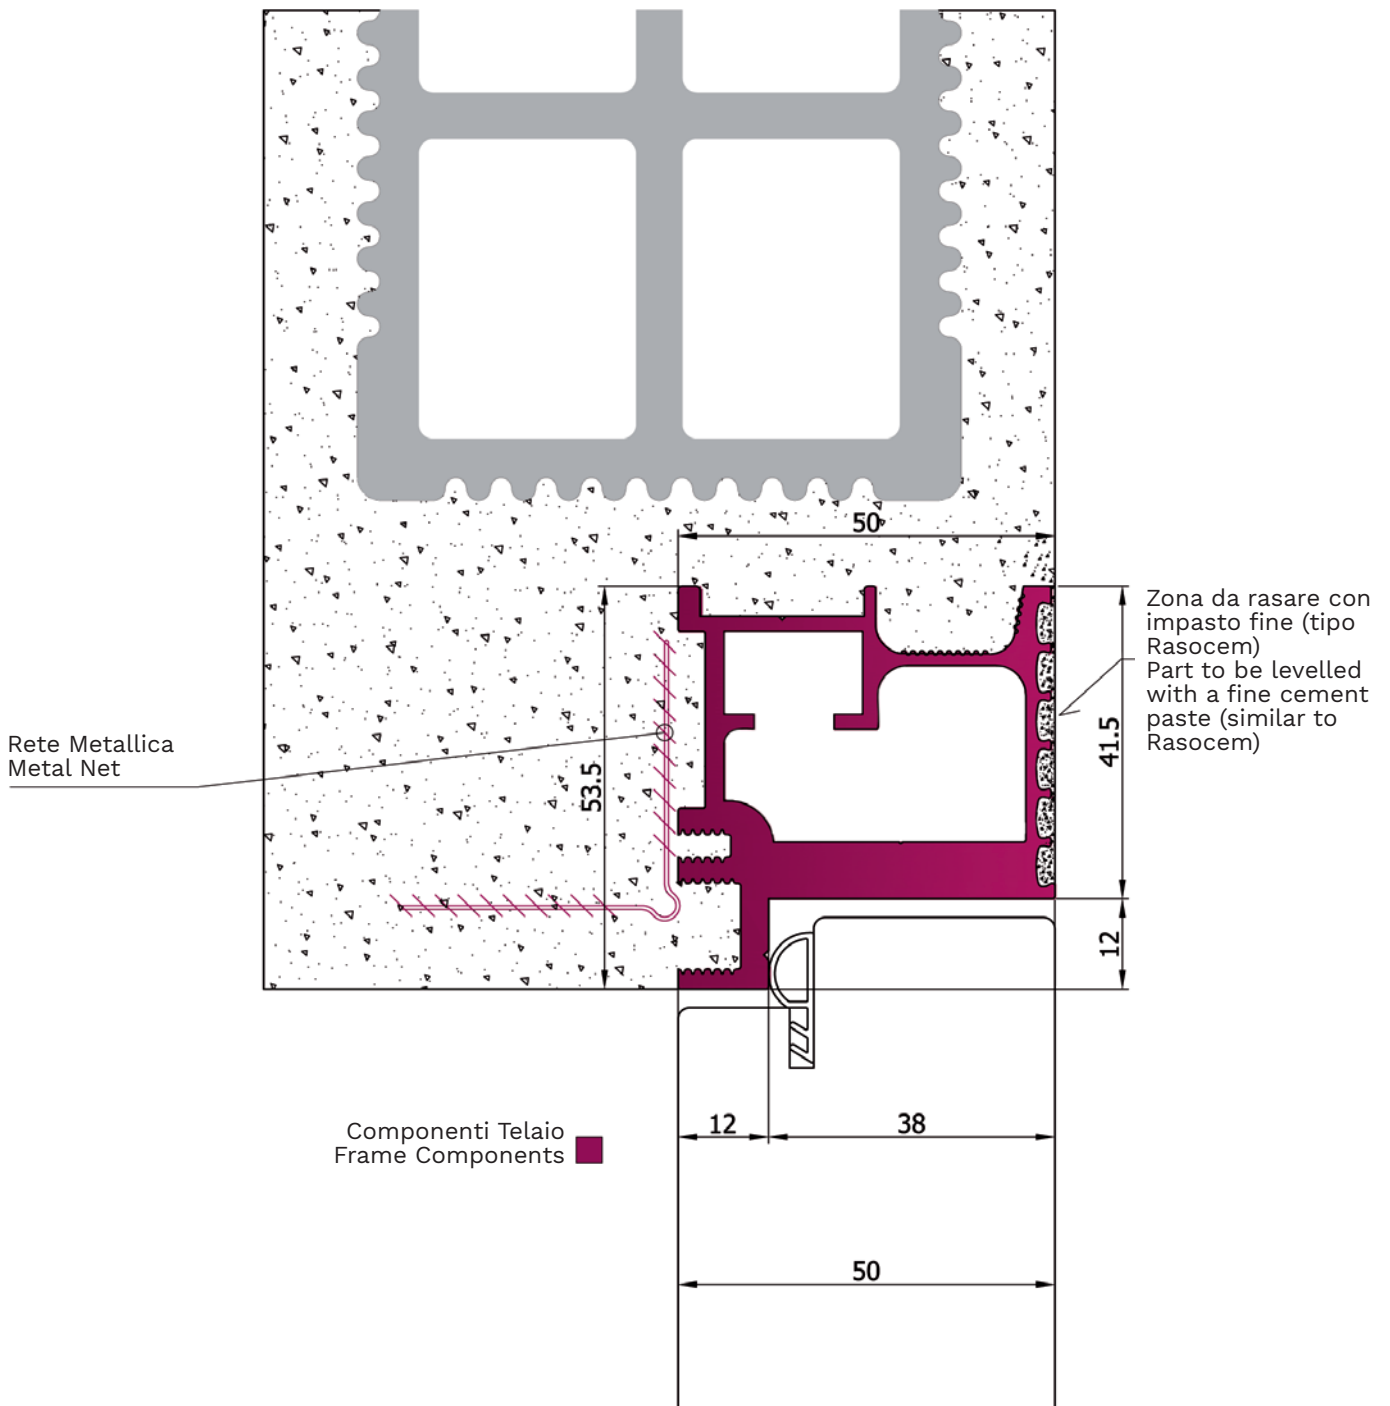 50
Zona da rasare con
impasto fine (tipo
Rasocem)
Part to be levelled
with a fine cement
paste (similar to
Rasocem)
41.5
Rete Metallica
Metal Net
53.5
12
12
38
Componenti Telaio
Frame Components
50